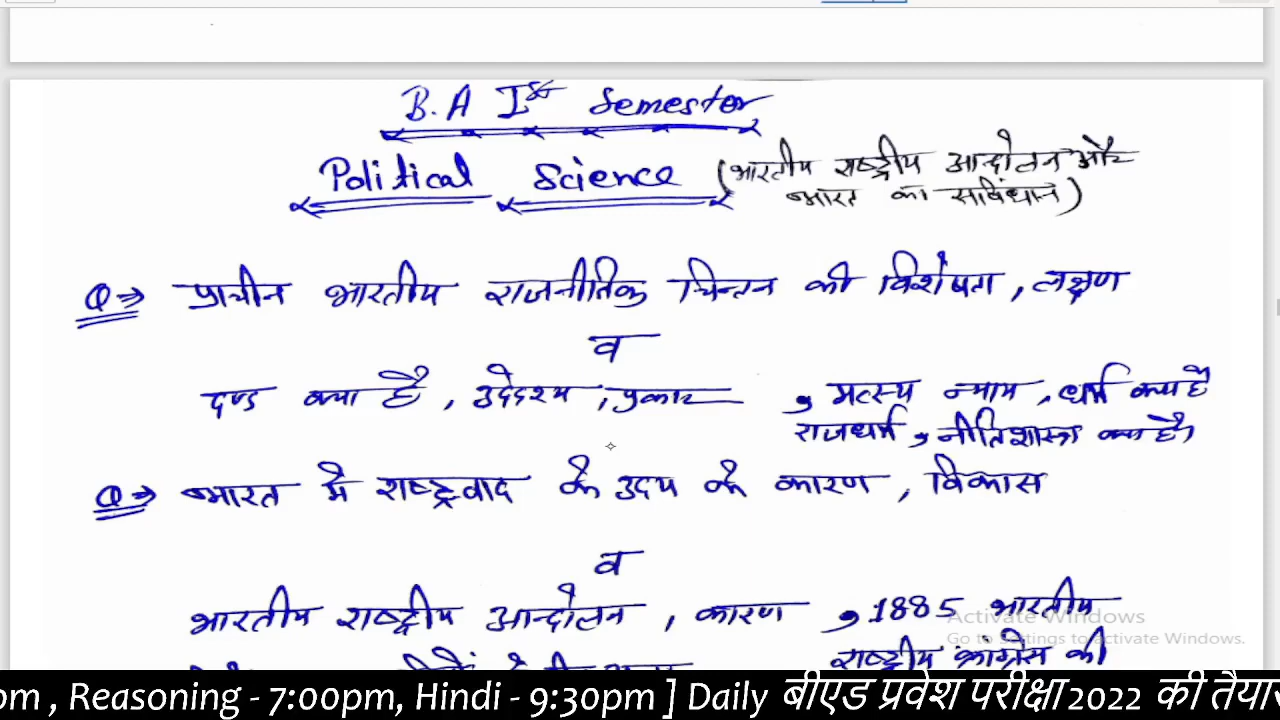 B.A Ist Semester
Political Science (भारतीय राष्ट्रीय आन्दोलन और
भारत का संविधान)
Q⇒ प्राचीन भारतीय राजनीतिक चिन्तन की विशेषता, लक्षण
व
दण्ड क्या है, उद्देश्य, प्रकार , मत्स्य न्याय, धर्म क्या है
राजधर्म, नीतिशास्त्र क्या है।
Q⇒ भारत में राष्ट्रवाद के उदय के कारण, विकास
व
भारतीय राष्ट्रीय आन्दोलन, कारण , 1885 भारतीय
राष्ट्रीय कांग्रेस की
Activate Windows
Go to Settings to activate Windows.
pm , Reasoning - 7:00pm, Hindi - 9:30pm ] Daily बीएड प्रवेश परीक्षा 2022 की तैया